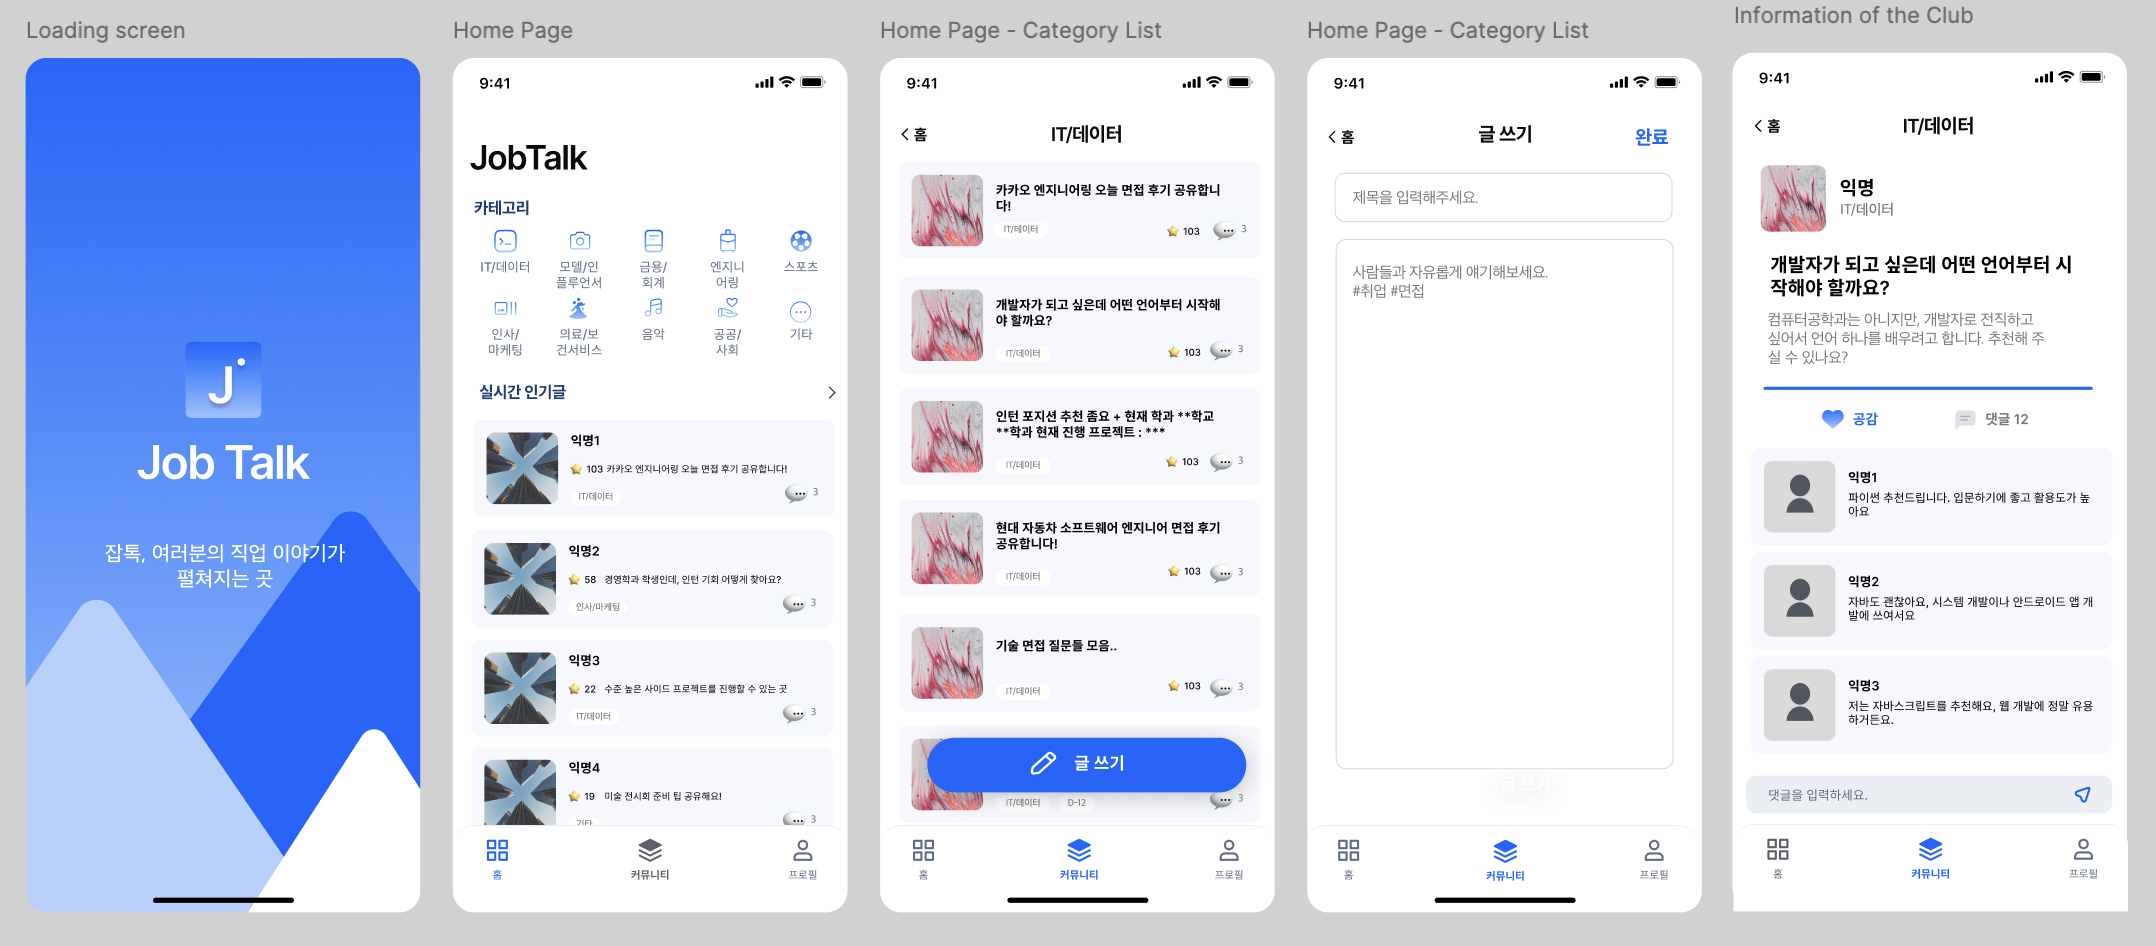 Loading screen
J
Job Talk
잡톡, 여러분의 직업 이야기가
펼쳐지는 곳
Home Page
9:41
JobTalk
카테고리
IT/데이터
모델/인
플루언서
금융/
회계
엔지니
어링
스포츠
인사/
마케팅
의료/보
건서비스
음악
공공/
사회
기타
실시간 인기글
익명1
103 카카오 엔지니어링 오늘 면접 후기 공유합니다!
IT/데이터
3
익명2
58 경영학과 학생인데, 인턴 기회 어떻게 찾아요?
인사/마케팅
3
익명3
22 수준 높은 사이드 프로젝트를 진행할 수 있는 곳
IT/데이터
3
익명4
19 미술 전시회 준비 팁 공유해요!
기타
3
홈
커뮤니티
프로필
Home Page - Category List
9:41
홈
IT/데이터
카카오 엔지니어링 오늘 면접 후기 공유합니
다!
IT/데이터
103
3
개발자가 되고 싶은데 어떤 언어부터 시작해
야 할까요?
IT/데이터
103
3
인턴 포지션 추천 좀요 + 현재 학과 **학교
**학과 현재 진행 프로젝트 : ***
IT/데이터
103
3
현대 자동차 소프트웨어 엔지니어 면접 후기
공유합니다!
IT/데이터
103
3
기술 면접 질문들 모음..
IT/데이터
103
3
글 쓰기
IT/데이터
D-12
3
홈
커뮤니티
프로필
Home Page - Category List
9:41
홈
글 쓰기
완료
제목을 입력해주세요.
사람들과 자유롭게 얘기해보세요.
#취업 #면접
글 쓰기
홈
커뮤니티
프로필
Information of the Club
9:41
홈
IT/데이터
익명
IT/데이터
개발자가 되고 싶은데 어떤 언어부터 시
작해야 할까요?
컴퓨터공학과는 아니지만, 개발자로 전직하고
싶어서 언어 하나를 배우려고 합니다. 추천해 주
실 수 있나요?
공감
댓글 12
익명1
파이썬 추천드립니다. 입문하기에 좋고 활용도가 높
아요
익명2
자바도 괜찮아요, 시스템 개발이나 안드로이드 앱 개
발에 쓰여서요
익명3
저는 자바스크립트를 추천해요, 웹 개발에 정말 유용
하거든요.
댓글을 입력하세요.
홈
커뮤니티
프로필